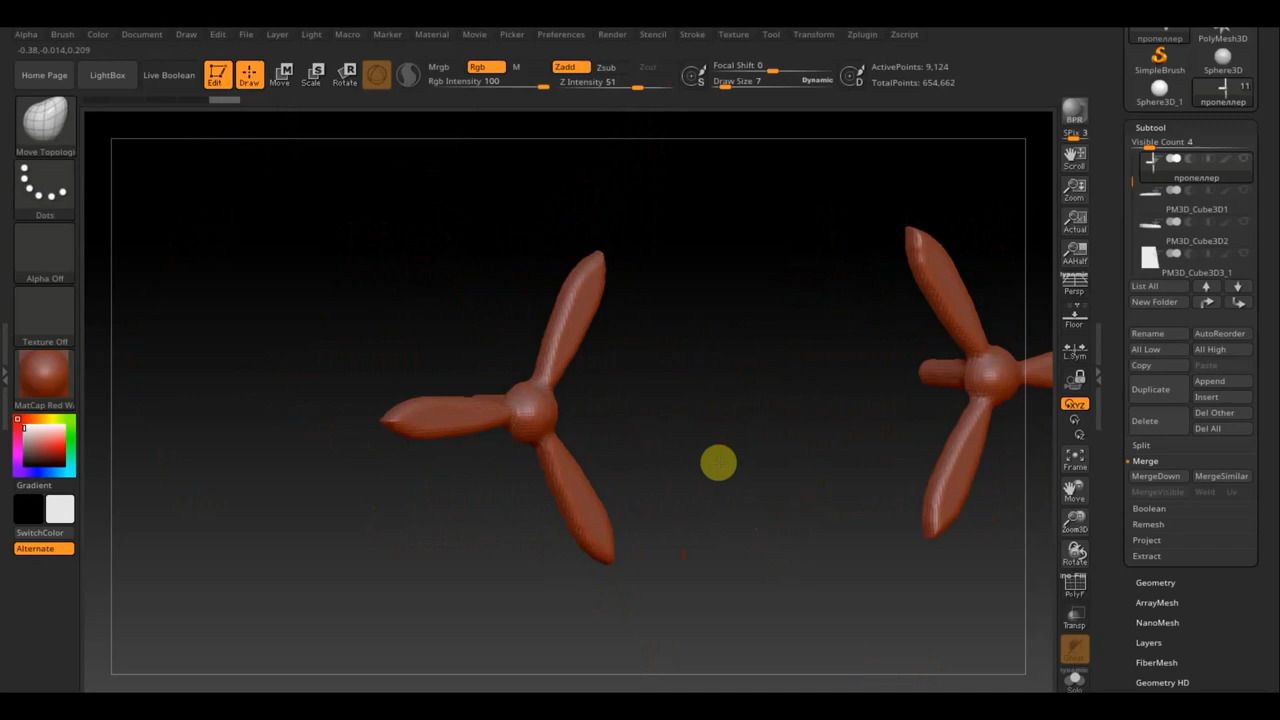 Alpha Brush Color Document Draw Edit File Layer Light Macro Marker Material Movie Picker Preferences Render Stencil Stroke Texture Tool Transform Zplugin Zscript
-0.38,-0.014,0.209
Home Page
LightBox
Live Boolean
Edit
Draw
Move
Scale
Rotate
Mrgb Rgb M
Rgb Intensity 100
Zadd Zsub Zcut
Z Intensity 51
S
Focal Shift 0
Draw Size 7 Dynamic
D
ActivePoints: 9,124
TotalPoints: 654,662
Move Topologi
Dots
Alpha Off
Texture Off
MatCap Red W
Gradient
SwitchColor
Alternate
BPR
SPix 3
Scroll
Zoom
Actual
AAHalf
Dynamic
Persp
Floor
L.Sym
XYZ
Y
Z
Frame
Move
Zoom3D
Rotate
PolyF
Transp
Ghost
Dynamic
Solo
пропеллер PolyMesh3D
SimpleBrush Sphere3D
11
Sphere3D_1 пропеллер
Subtool
Visible Count 4
пропеллер
PM3D_Cube3D1
PM3D_Cube3D2
PM3D_Cube3D3_1
List All
New Folder
Rename AutoReorder
All Low All High
Copy Paste
Duplicate Append
Insert
Delete Del Other
Del All
Split
Merge
MergeDown MergeSimilar
MergeVisible Weld Uv
Boolean
Remesh
Project
Extract
Geometry
ArrayMesh
NanoMesh
Layers
FiberMesh
Geometry HD